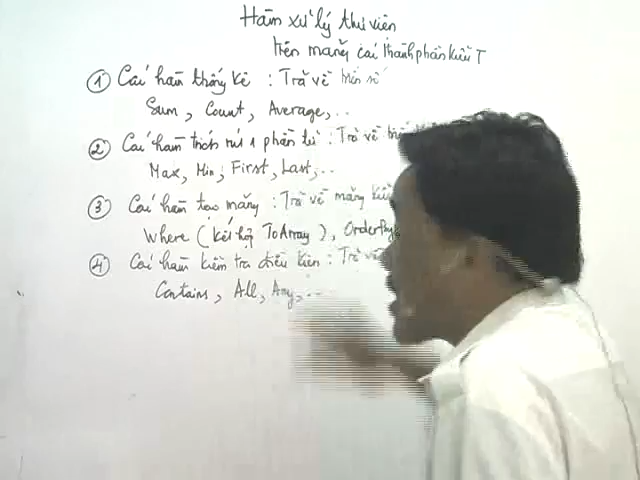 Hàm xử lý thư viện
trên mảng các thành phần kiểu T
① Các hàm thống kê : Trả về
Sum, Count, Average,..
② Các hàm trích rút 1 phần tử : Trả về
Max, Min, First, Last,..
③ Các hàm tạo mảng : Trả về mảng kiểu
Where (kết hợp ToArray), OrderBy
④ Các hàm kiểm tra điều kiện : Trả về
Contains, All, Any,...